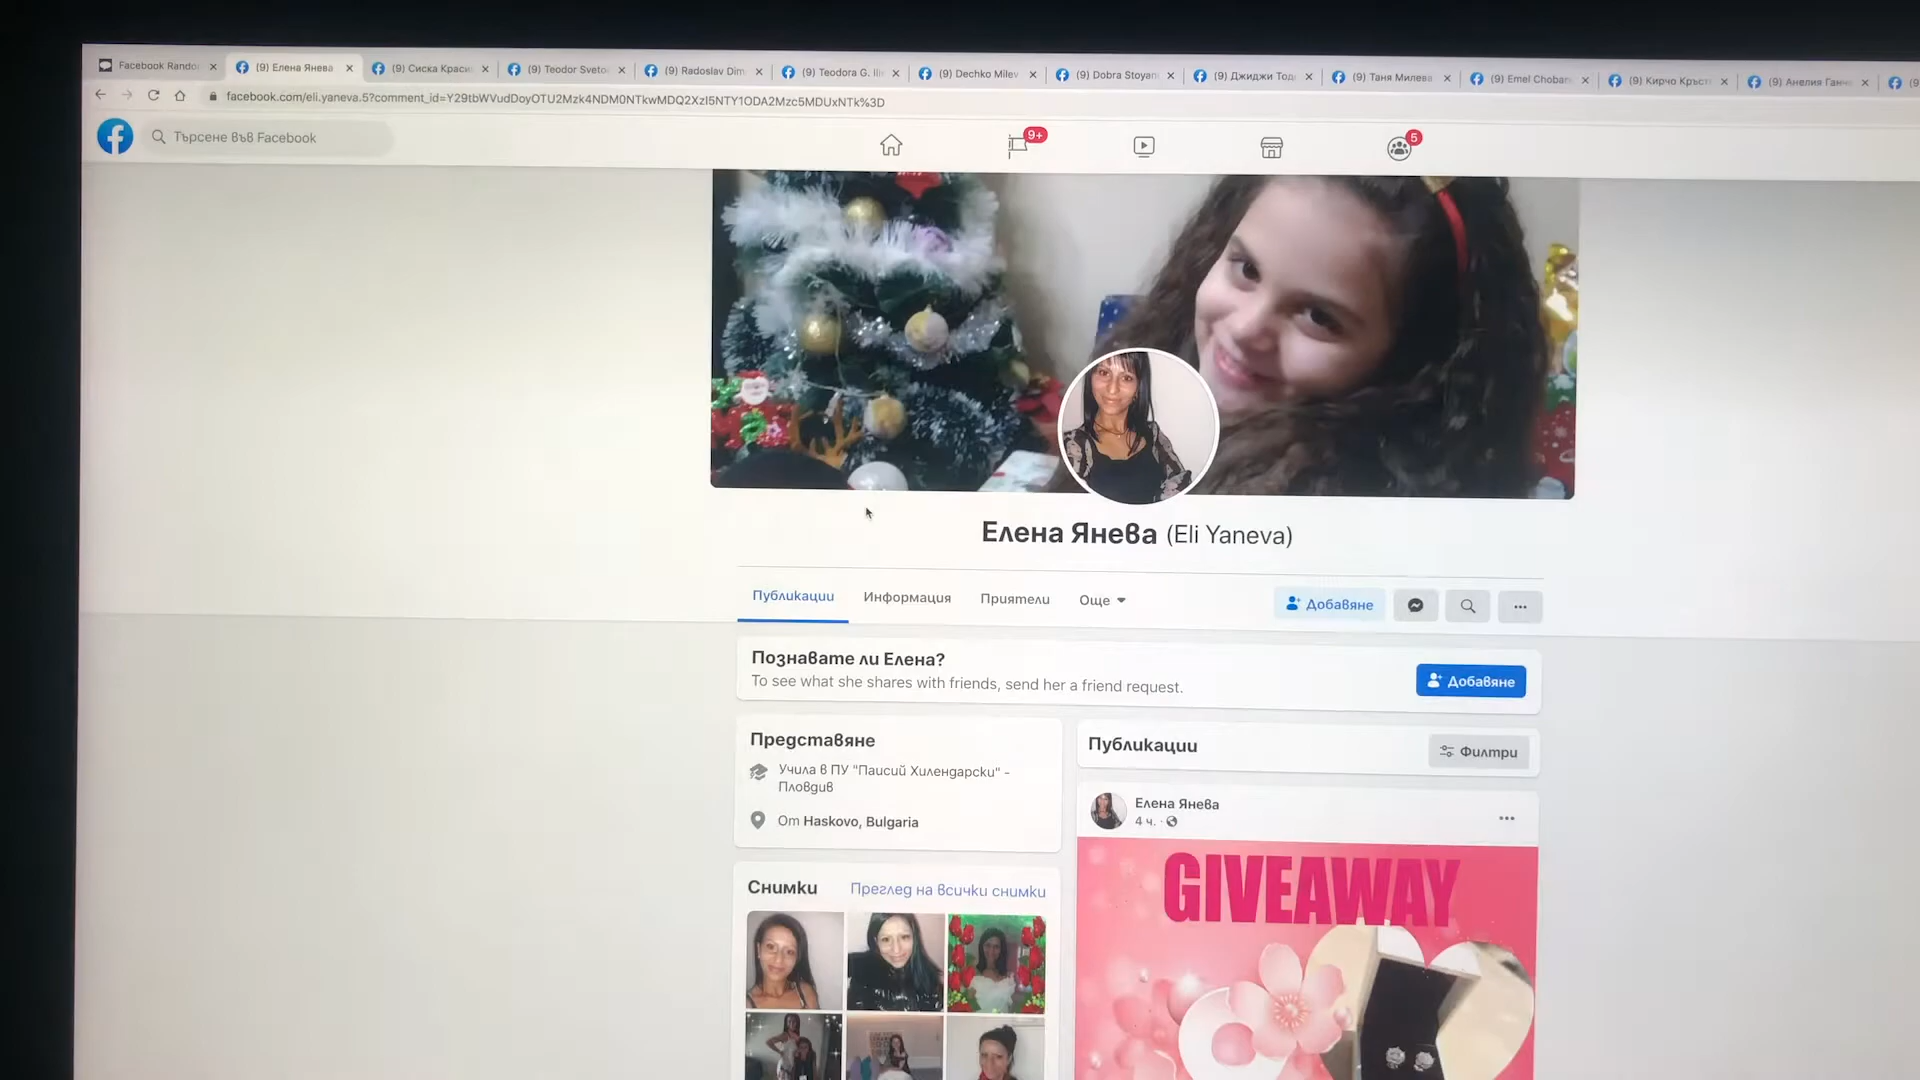 Facebook Rando
(9) Елена Янева
(9) Сиска Краси
(9) Teodor Sveto
(9) Radoslav Dim
(9) Teodora G. Ili
(9) Dechko Milev
(9) Dobra Stoyan
(9) Джиджи Тод
(9) Таня Милева
(9) Emel Choban
(9) Кирчо Кръст
(9) Анелия Ганч
facebook.com/eli.yaneva.5?comment_id=Y29tbWVudDoyOTU2Mzk4NDM0NTkwMDQ2XzI5NTY1ODA2Mzc5MDUxNTk%3D
Търсене във Facebook
9+
5
Елена Янева (Eli Yaneva)
Публикации
Информация
Приятели
Още
Добавяне
Познавате ли Елена?
To see what she shares with friends, send her a friend request.
Добавяне
Представяне
Учила в ПУ "Паисий Хилендарски" -
Пловдив
От Haskovo, Bulgaria
Снимки
Преглед на всички снимки
Публикации
Филтри
Елена Янева
4 ч.
GIVEAWAY